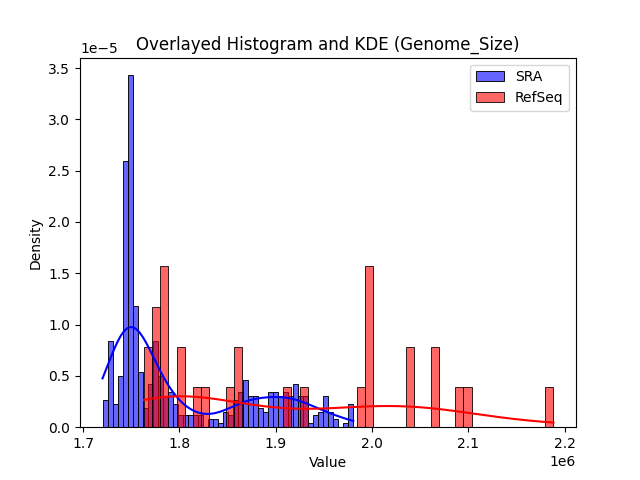 Overlayed Histogram and KDE (Genome_Size)
1e−5
SRA
RefSeq
3.5
3.0
2.5
2.0
1.5
1.0
0.5
0.0
Density
1.7
1.8
1.9
2.0
2.1
2.2
Value
1e6